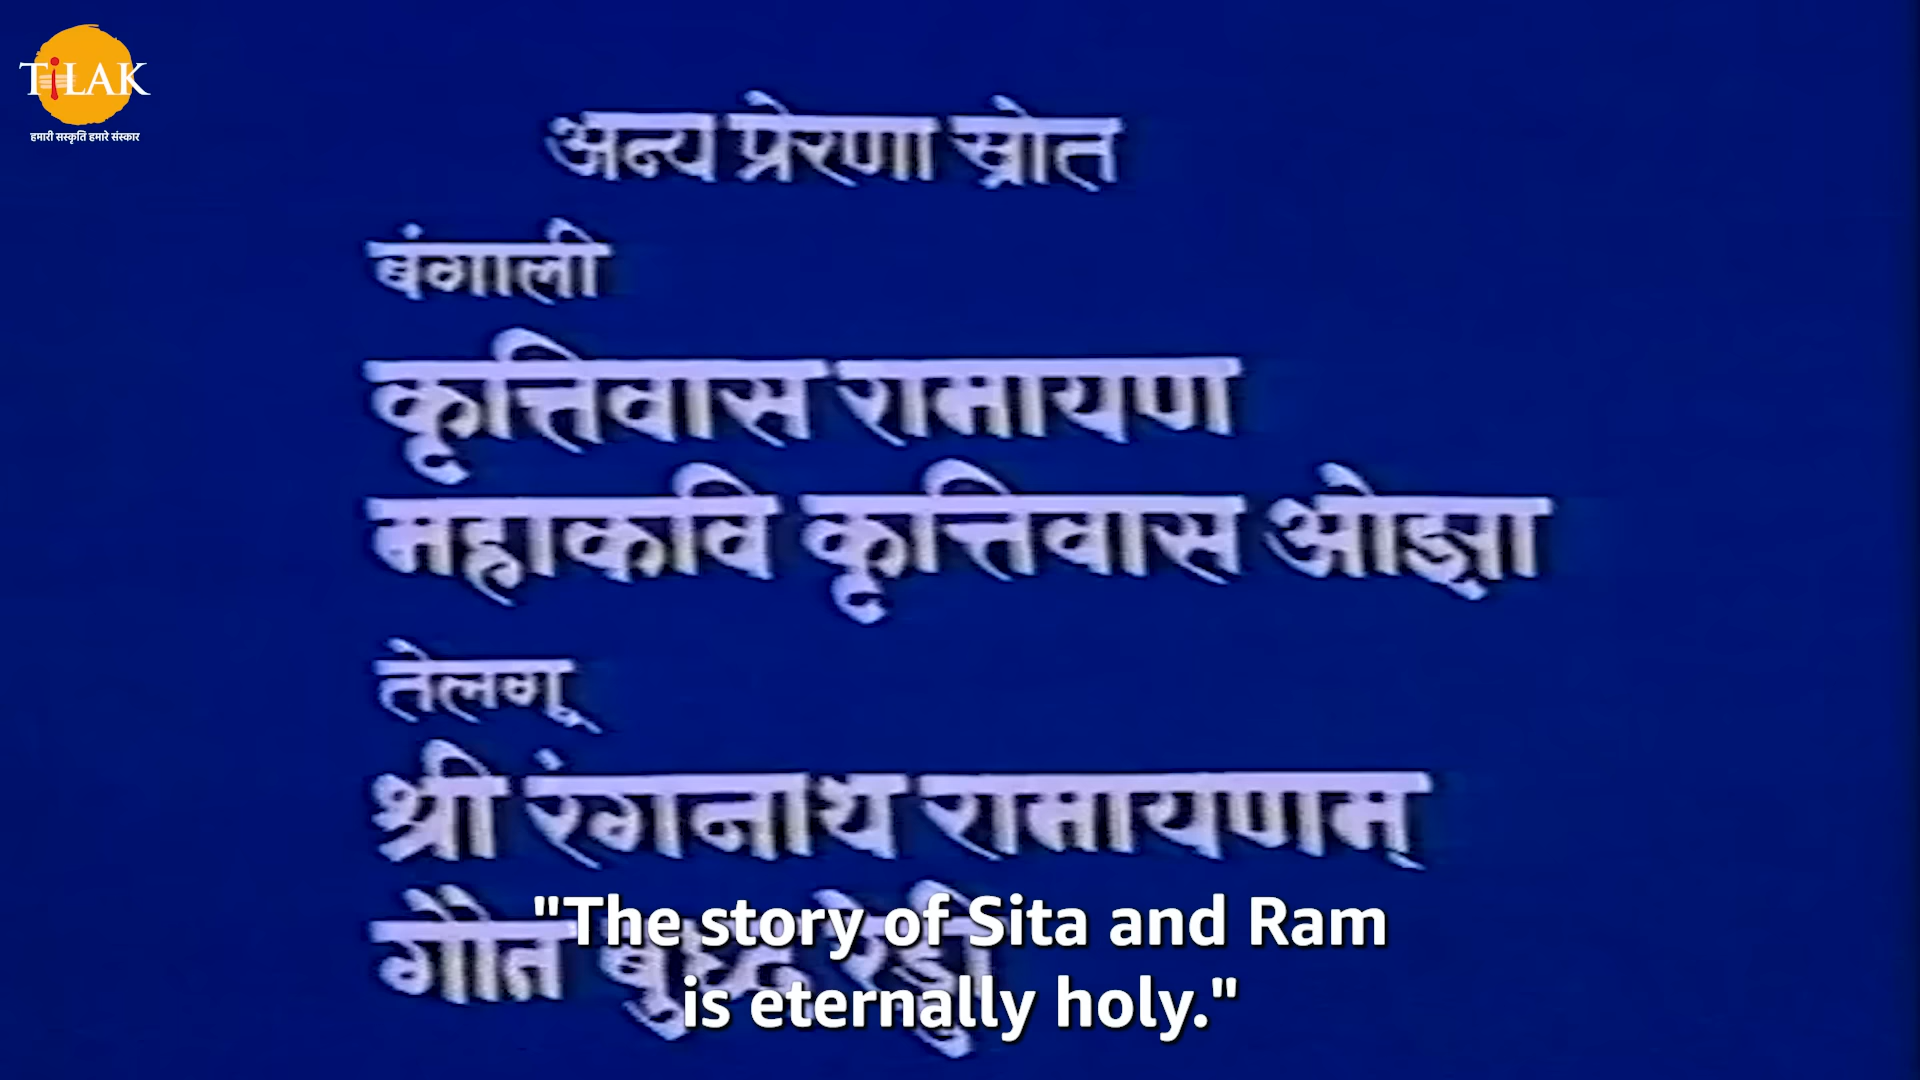 TiLAK
हमारी सस्कृति हमारे संस्कार
अन्य प्रेरणा स्रोत
बंगाली
कृत्तिवास रामायण
महाकवि कृत्तिवास ओझा
तेलगू
श्री रंगनाथ रामायणम्
गौत बुध्द रेड्डी
"The story of Sita and Ram
is eternally holy."